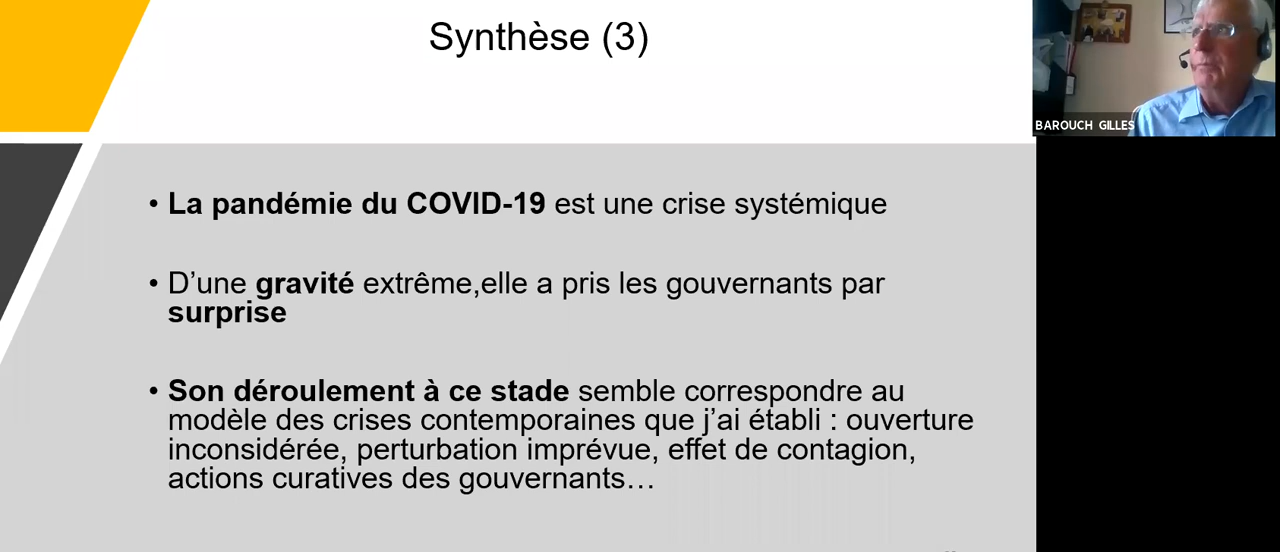 Synthèse (3)
BAROUCH GILLES
• La pandémie du COVID-19 est une crise systémique
• D’une gravité extrême,elle a pris les gouvernants par
surprise
• Son déroulement à ce stade semble correspondre au
modèle des crises contemporaines que j’ai établi : ouverture
inconsidérée, perturbation imprévue, effet de contagion,
actions curatives des gouvernants…